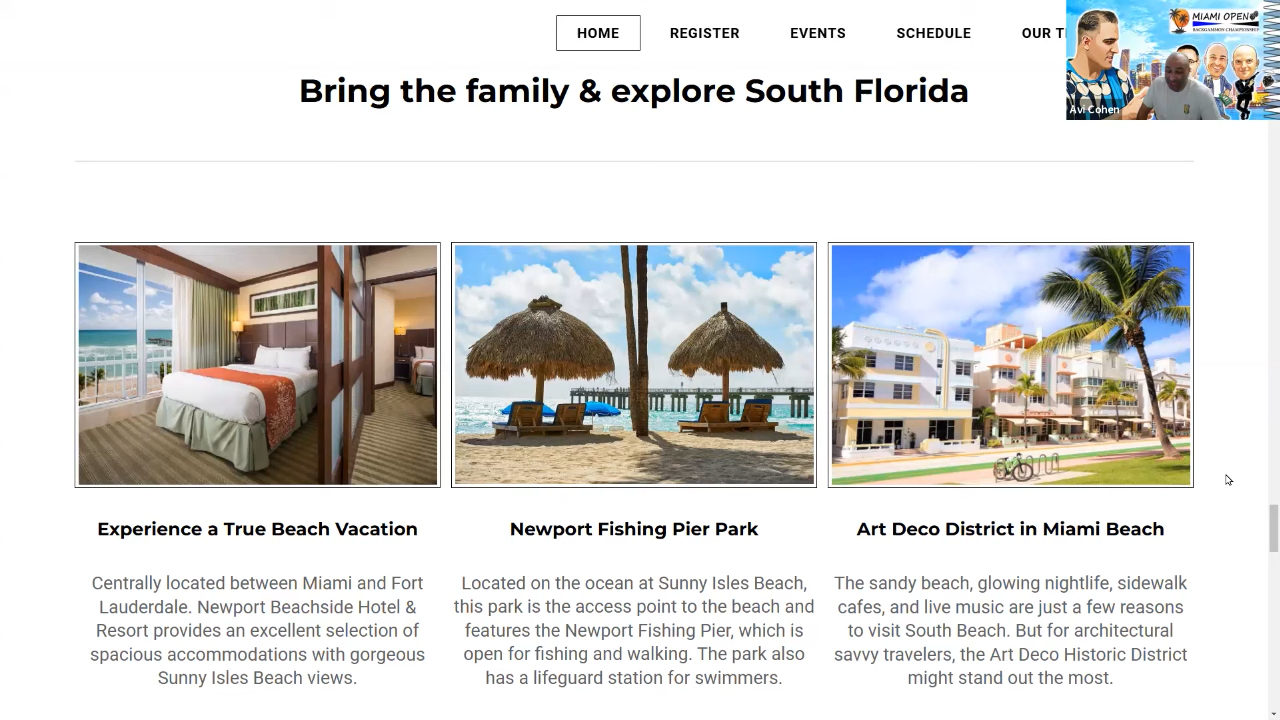 HOME REGISTER EVENTS SCHEDULE OUR T
MIAMI OPEN
BACKGAMMON CHAMPIONSHIP
Avi Cohen
Bring the family & explore South Florida
Experience a True Beach Vacation
Centrally located between Miami and Fort
Lauderdale. Newport Beachside Hotel &
Resort provides an excellent selection of
spacious accommodations with gorgeous
Sunny Isles Beach views.
Newport Fishing Pier Park
Located on the ocean at Sunny Isles Beach,
this park is the access point to the beach and
features the Newport Fishing Pier, which is
open for fishing and walking. The park also
has a lifeguard station for swimmers.
Art Deco District in Miami Beach
The sandy beach, glowing nightlife, sidewalk
cafes, and live music are just a few reasons
to visit South Beach. But for architectural
savvy travelers, the Art Deco Historic District
might stand out the most.